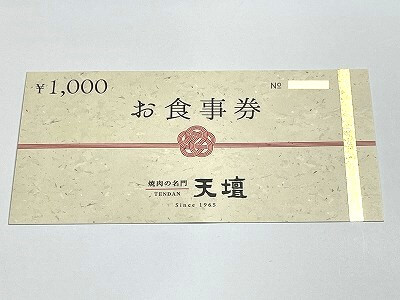 ¥1,000
No
お食事券
焼肉の名門
TENDAN
天壇
Since 1965